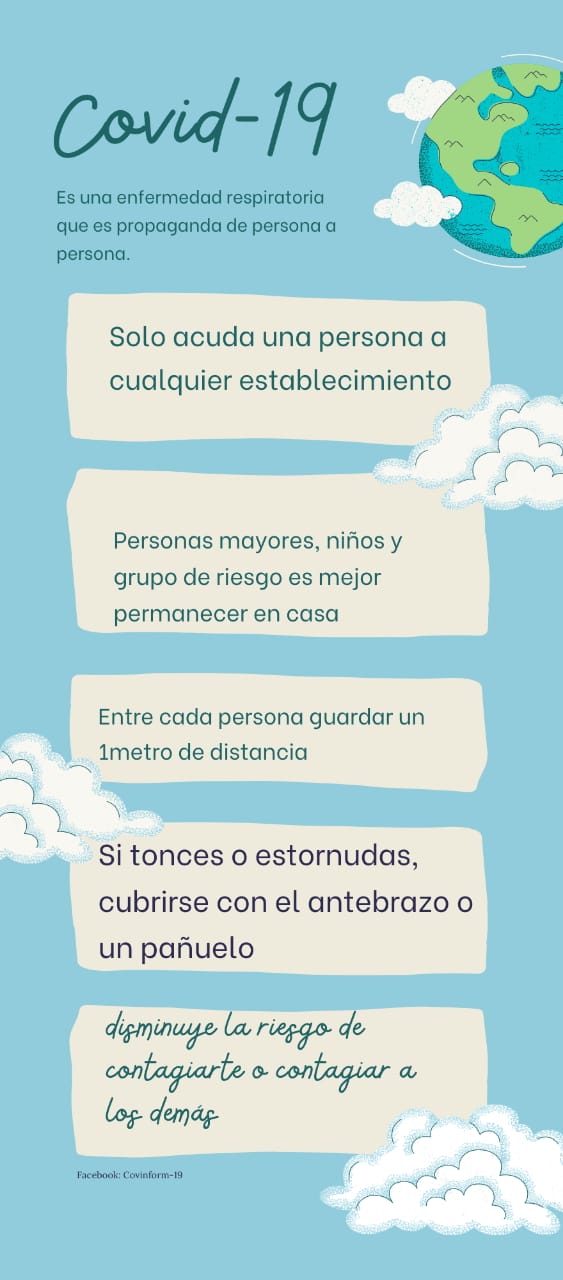 Covid-19
Es una enfermedad respiratoria
que es propaganda de persona a
persona.
Solo acuda una persona a
cualquier establecimiento
Personas mayores, niños y
grupo de riesgo es mejor
permanecer en casa
Entre cada persona guardar un
1metro de distancia
Si tonces o estornudas,
cubrirse con el antebrazo o
un pañuelo
disminuye la riesgo de
contagiarte o contagiar a
los demás
Facebook: Covinform-19